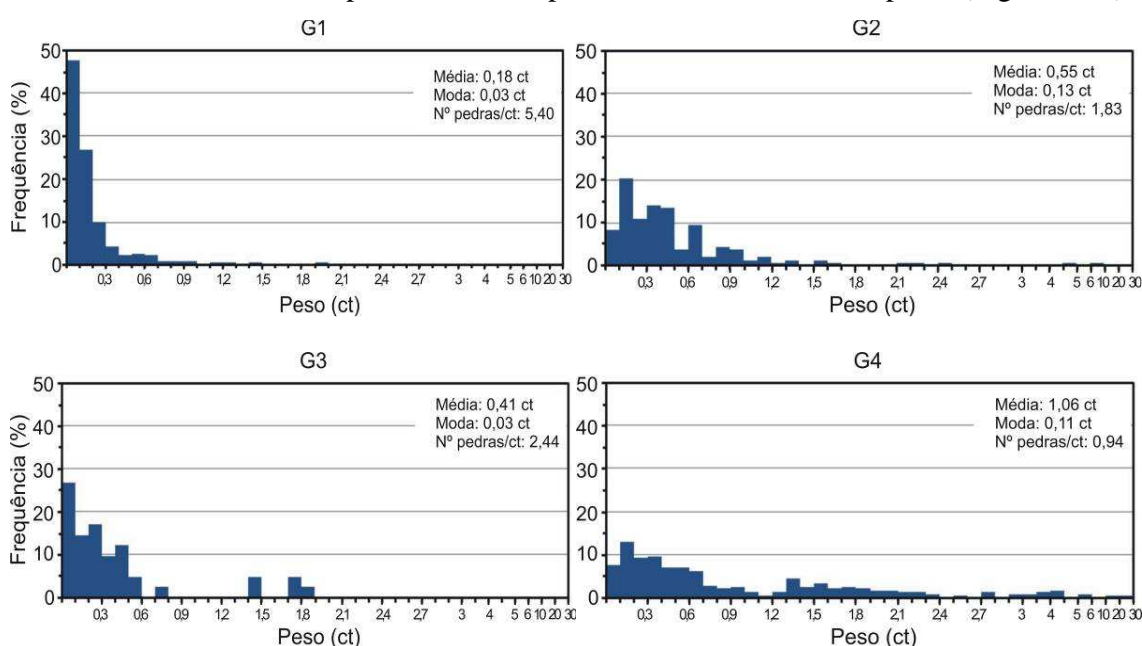 G1
50
40
30
20
10
0
Frequência (%)
Média: 0,18 ct
Moda: 0,03 ct
Nº pedras/ct: 5,40
0,3 0,6 0,9 1,2 1,5 1,8 2,1 2,4 2,7 3 4 5 6 10 20 30
Peso (ct)
G2
50
40
30
20
10
0
Média: 0,55 ct
Moda: 0,13 ct
Nº pedras/ct: 1,83
0,3 0,6 0,9 1,2 1,5 1,8 2,1 2,4 2,7 3 4 5 6 10 20 30
Peso (ct)
G3
50
40
30
20
10
0
Frequência (%)
Média: 0,41 ct
Moda: 0,03 ct
Nº pedras/ct: 2,44
0,3 0,6 0,9 1,2 1,5 1,8 2,1 2,4 2,7 3 4 5 6 10 20 30
Peso (ct)
G4
50
40
30
20
10
0
Média: 1,06 ct
Moda: 0,11 ct
Nº pedras/ct: 0,94
0,3 0,6 0,9 1,2 1,5 1,8 2,1 2,4 2,7 3 4 5 6 10 20 30
Peso (ct)